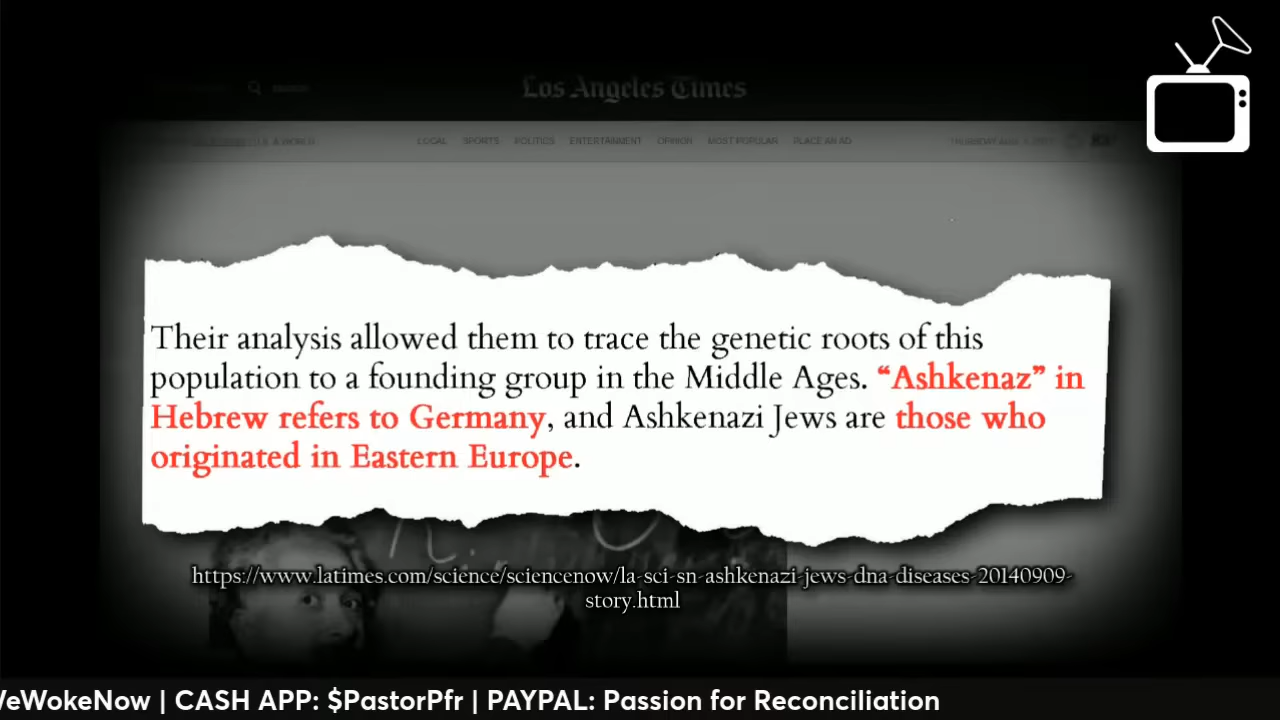 Los Angeles Times
LOCAL SPORTS POLITICS ENTERTAINMENT OPINION MOST POPULAR PLACE AN AD
Their analysis allowed them to trace the genetic roots of this
population to a founding group in the Middle Ages. “Ashkenaz” in
Hebrew refers to Germany, and Ashkenazi Jews are those who
originated in Eastern Europe.
https://www.latimes.com/science/sciencenow/la-sci-sn-ashkenazi-jews-dna-diseases-20140909-
story.html
VeWokeNow | CASH APP: $PastorPfr | PAYPAL: Passion for Reconciliation